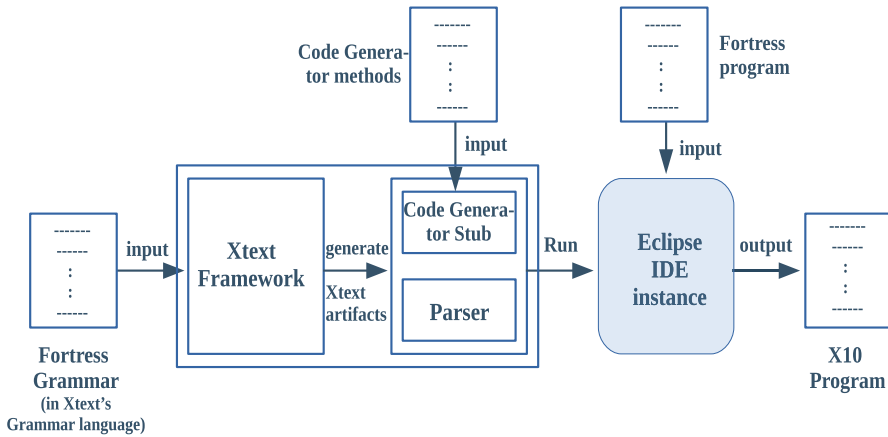 Code Genera-
tor methods
-------
------
:
:
------
input
-------
------
:
:
------
Fortress
program
input
-------
------
:
:
------
input
Fortress
Grammar
(in Xtext’s
Grammar language)
Xtext
Framework
generate
Xtext
artifacts
Code Genera-
tor Stub
Parser
Run
Eclipse
IDE
instance
output
-------
------
:
:
------
X10
Program